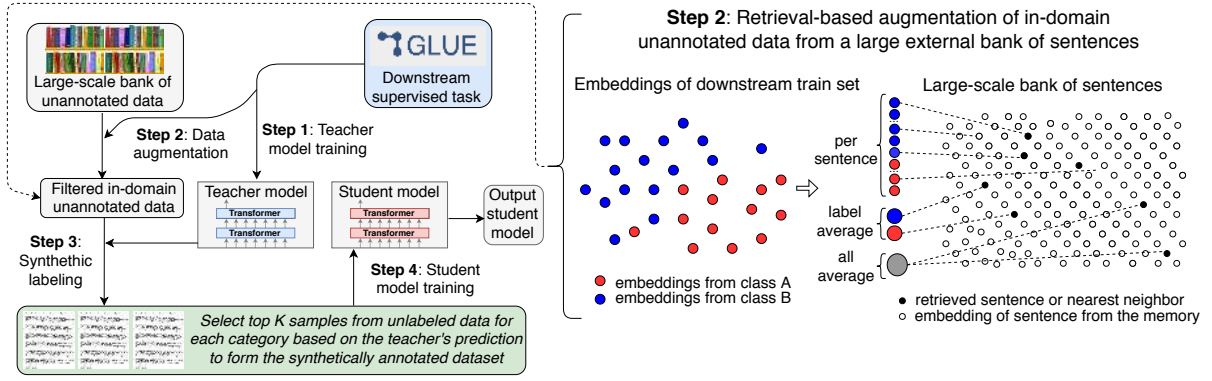 Large-scale bank of
unannotated data
GLUE
Downstream
supervised task
Step 2: Data
augmentation
Step 1: Teacher
model training
Filtered in-domain
unannotated data
Teacher model
Transformer
Transformer
Student model
Transformer
Transformer
Output
student
model
Step 3:
Synthethic
labeling
Step 4: Student
model training
Select top K samples from unlabeled data for
each category based on the teacher's prediction
to form the synthetically annotated dataset
Step 2: Retrieval-based augmentation of in-domain
unannotated data from a large external bank of sentences
Embeddings of downstream train set
embeddings from class A
embeddings from class B
Large-scale bank of sentences
per
sentence
label
average
all
average
retrieved sentence or nearest neighbor
embedding of sentence from the memory